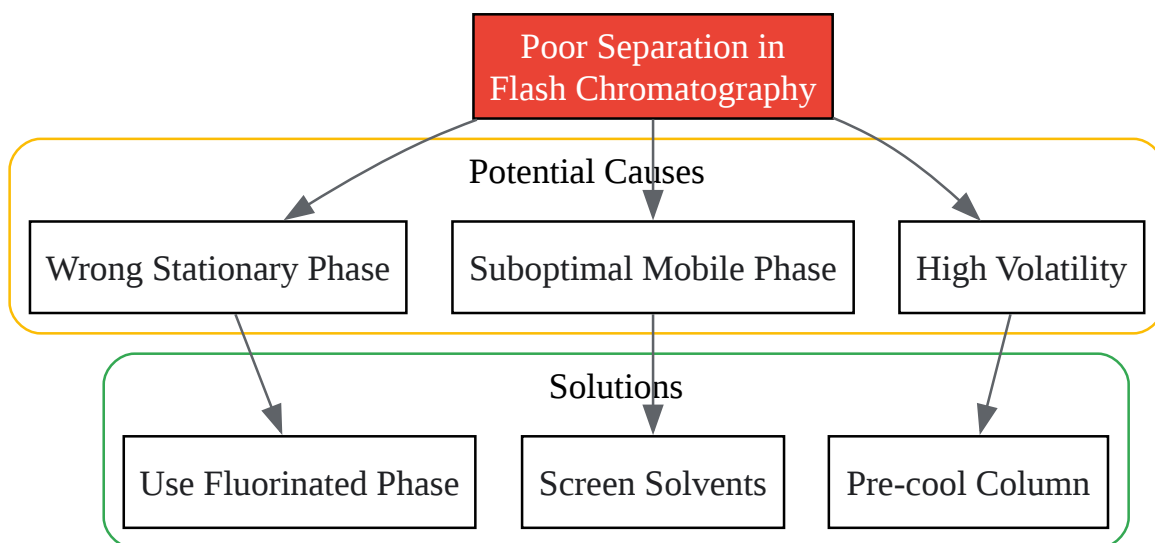 Poor Separation in
Flash Chromatography
Potential Causes
Wrong Stationary Phase
Suboptimal Mobile Phase
High Volatility
Solutions
Use Fluorinated Phase
Screen Solvents
Pre-cool Column